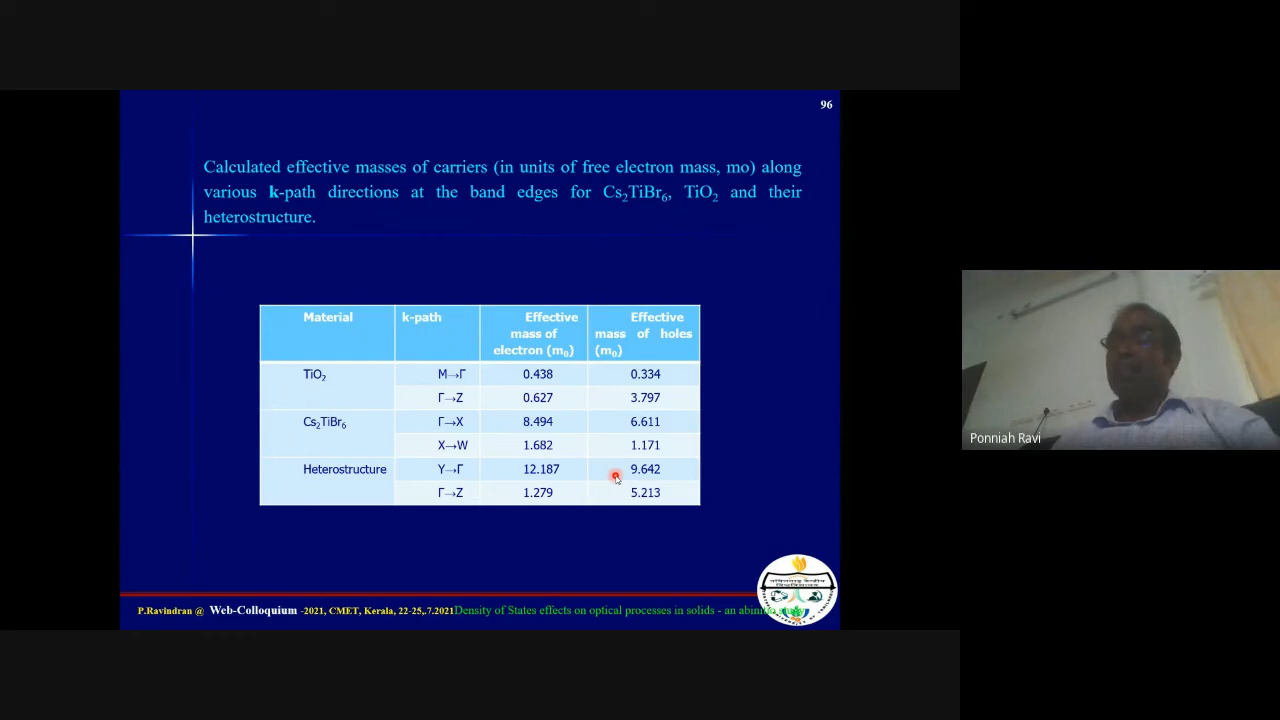 96
Calculated effective masses of carriers (in units of free electron mass, mo) along
various k-path directions at the band edges for Cs₂TiBr₆, TiO₂ and their
heterostructure.
Material k-path Effective mass of electron (m₀) Effective mass of holes (m₀)
TiO₂ M→Γ 0.438 0.334
Γ→Z 0.627 3.797
Cs₂TiBr₆ Γ→X 8.494 6.611
X→W 1.682 1.171
Heterostructure Y→Γ 12.187 9.642
Γ→Z 1.279 5.213
P.Ravindran @ Web-Colloquium -2021, CMET, Kerala, 22-25,.7.2021 Density of States effects on optical processes in solids - an abinitio study
Ponniah Ravi